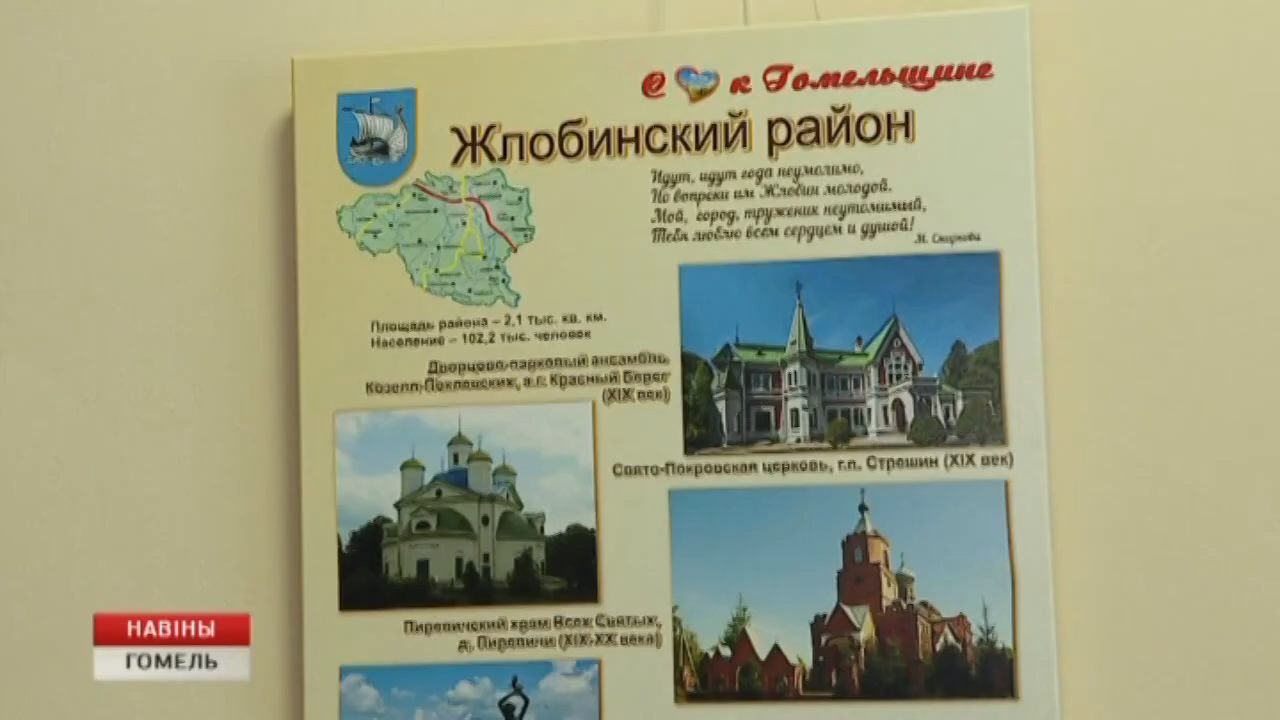 С к Гомельщине
Жлобинский район
Идут, идут года неумолимо,
Но вопреки им Жлобин молодой.
Мой, город, труженик неутомимый,
Тебя люблю всем сердцем и душой!
Площадь района – 2,1 тыс. кв. км.
Население – 102,2 тыс. человек
Дворцово-парковый ансамбль
Козелл-Поклевских, а.г. Красный Берег
(XIX век)
Свято-Покровская церковь, г.п. Стрешин (XIX век)
Пиревичский храм Всех Святых,
д. Пиревичи (XIX-XX века)
НАВІНЫ
ГОМЕЛЬ